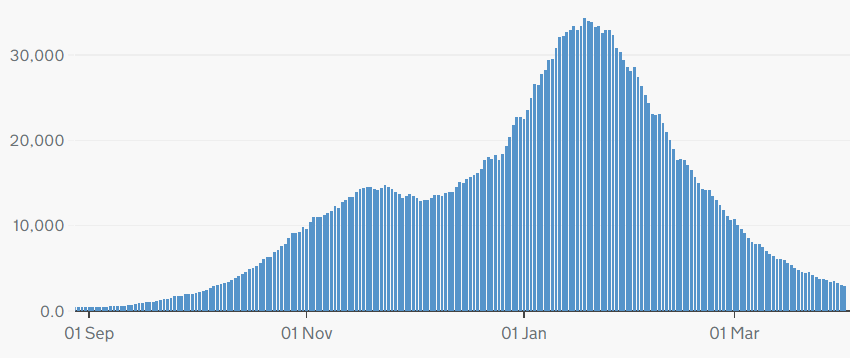 30,000
20,000
10,000
0.0
01 Sep
01 Nov
01 Jan
01 Mar